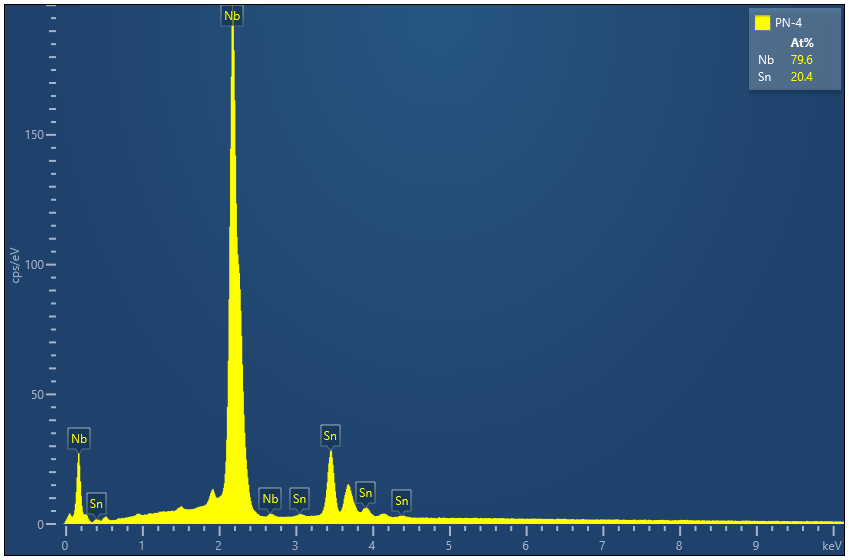 PN-4
At%
Nb 79.6
Sn 20.4
Nb
150
cps/eV
100
50
Nb
Sn
Nb
Sn
Sn
Sn
Sn
0
0 1 2 3 4 5 6 7 8 9 keV